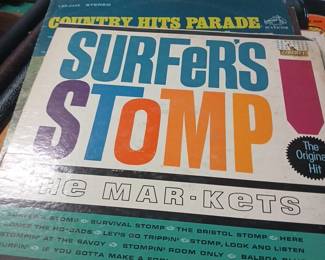 STEREO
COUNTRY HITS PARADE
SURFER'S
STOMP!
The
Original
Hit
THE MAR-KETS
SURFER'S STOMP • SURVIVAL STOMP • THE BRISTOL STOMP • HERE
COMES THE HO-DADS • LET'S GO TRIPPIN' • STOMP, LOOK AND LISTEN
STOMPIN' AT THE SAVOY • STOMPIN' ROOM ONLY • BALBOA
IF YOU GOTTA MAKE A